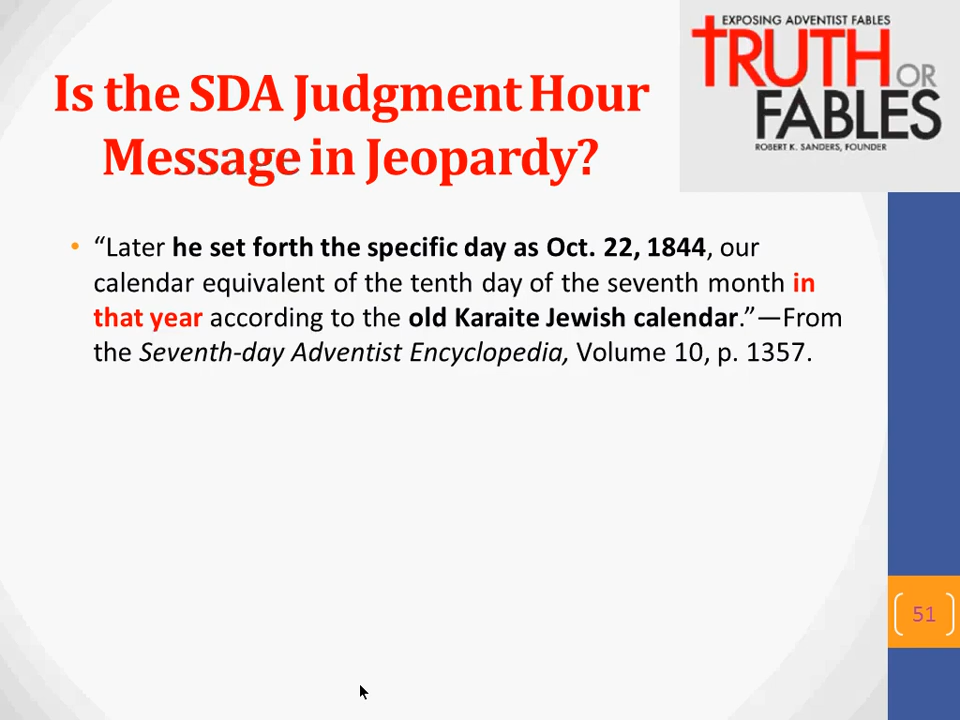 EXPOSING ADVENTIST FABLES
TRUTH
OR
FABLES
ROBERT K. SANDERS, FOUNDER
Is the SDA Judgment Hour
Message in Jeopardy?
• “Later he set forth the specific day as Oct. 22, 1844, our
calendar equivalent of the tenth day of the seventh month in
that year according to the old Karaite Jewish calendar.”—From
the Seventh-day Adventist Encyclopedia, Volume 10, p. 1357.
51